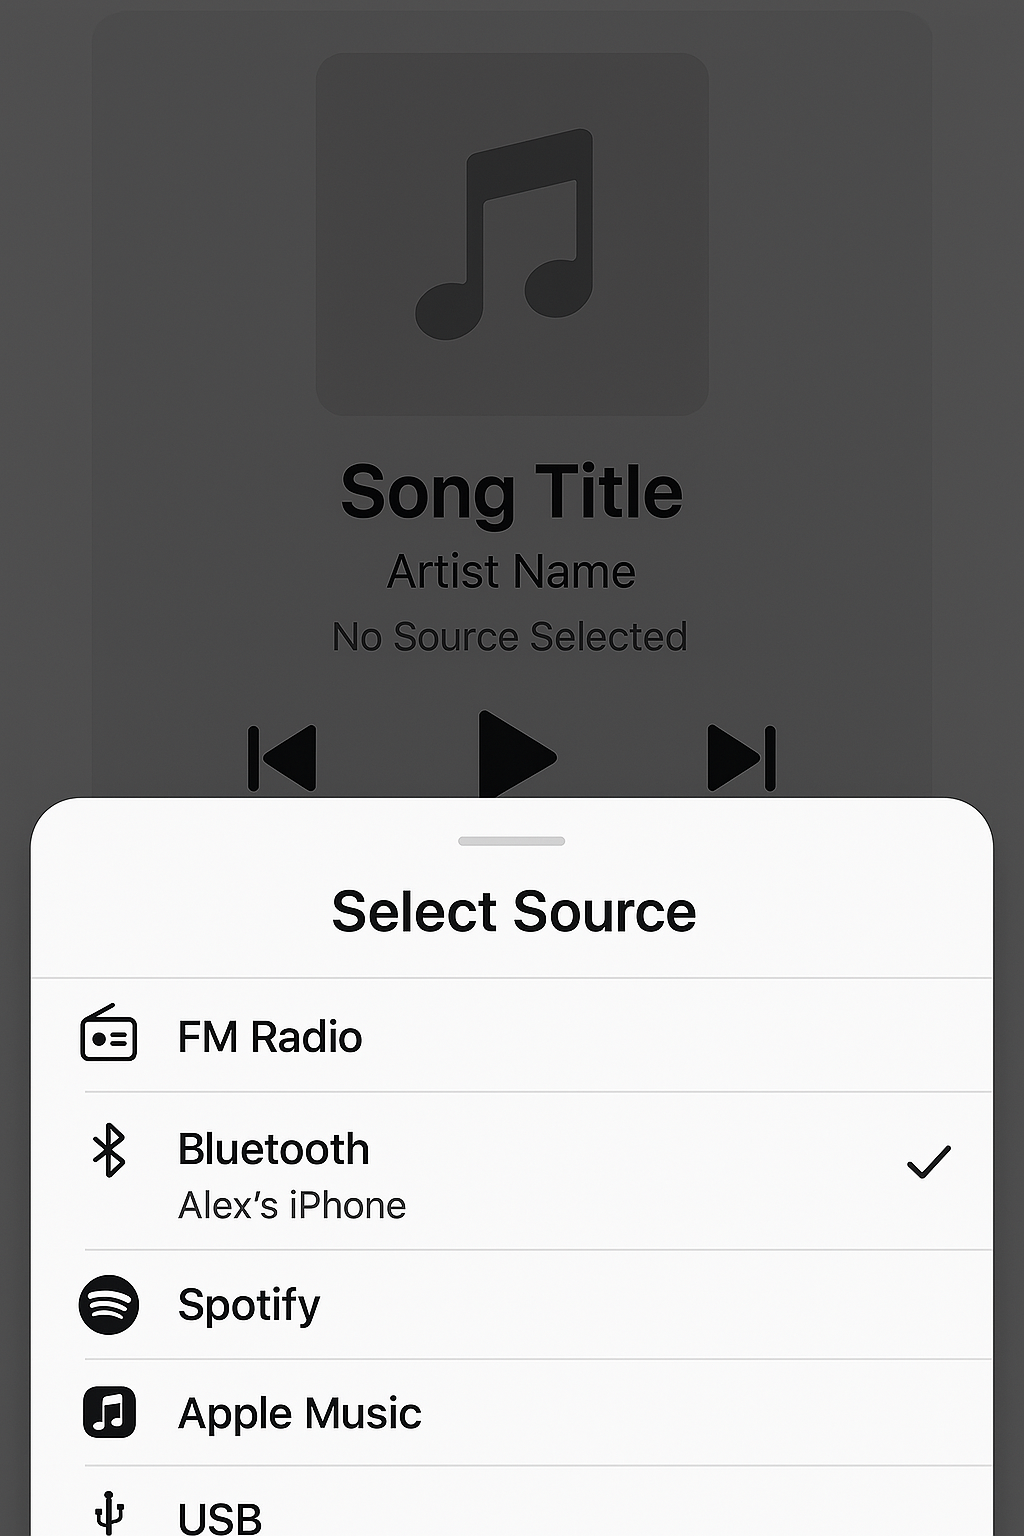 Song Title
Artist Name
No Source Selected
Select Source
FM Radio
Bluetooth
Alex’s iPhone
Spotify
Apple Music
USB